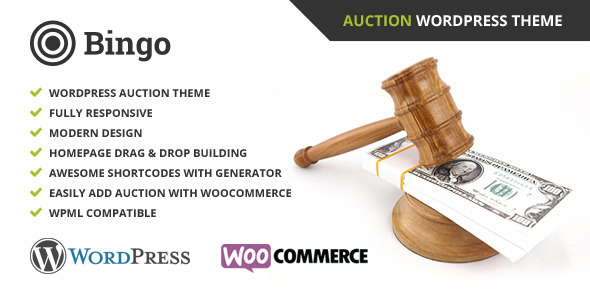 AUCTION WORDPRESS THEME
Bingo
WORDPRESS AUCTION THEME
FULLY RESPONSIVE
MODERN DESIGN
HOMEPAGE DRAG & DROP BUILDING
AWESOME SHORTCODES WITH GENERATOR
EASILY ADD AUCTION WITH WOOCOMMERCE
WPML COMPATIBLE
WORDPRESS
WOO COMMERCE